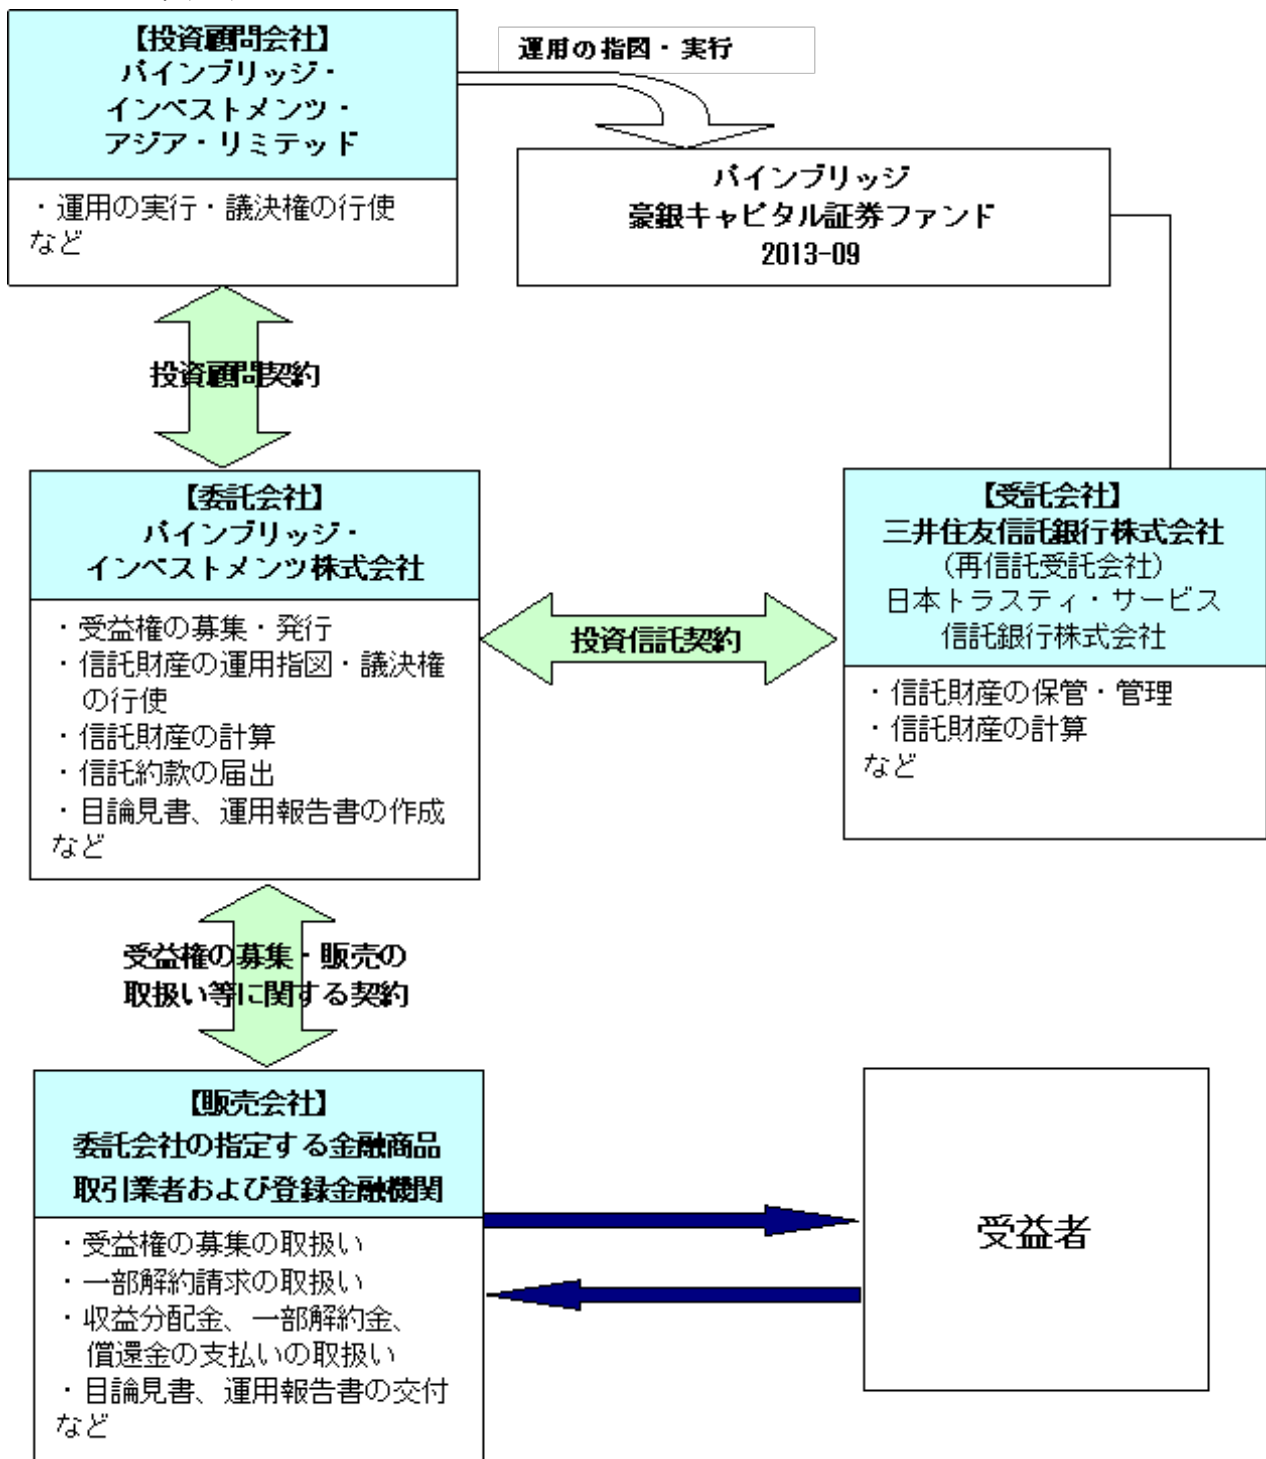 【投資顧問会社】
パインブリッジ・
インベストメンツ・
アジア・リミテッド
・運用の実行・議決権の行使
など
運用の指図・実行
パインブリッジ
豪銀キャピタル証券ファンド
2013-09
投資顧問契約
【委託会社】
パインブリッジ・
インベストメンツ株式会社
・受益権の募集・発行
・信託財産の運用指図・議決権
の行使
・信託財産の計算
・信託約款の届出
・目論見書、運用報告書の作成
など
投資信託契約
【受託会社】
三井住友信託銀行株式会社
（再信託受託会社）
日本トラスティ・サービス
信託銀行株式会社
・信託財産の保管・管理
・信託財産の計算
など
受益権の募集・販売の
取扱い等に関する契約
【販売会社】
委託会社の指定する金融商品
取引業者および登録金融機関
・受益権の募集の取扱い
・一部解約請求の取扱い
・収益分配金、一部解約金、
償還金の支払いの取扱い
・目論見書、運用報告書の交付
など
受益者